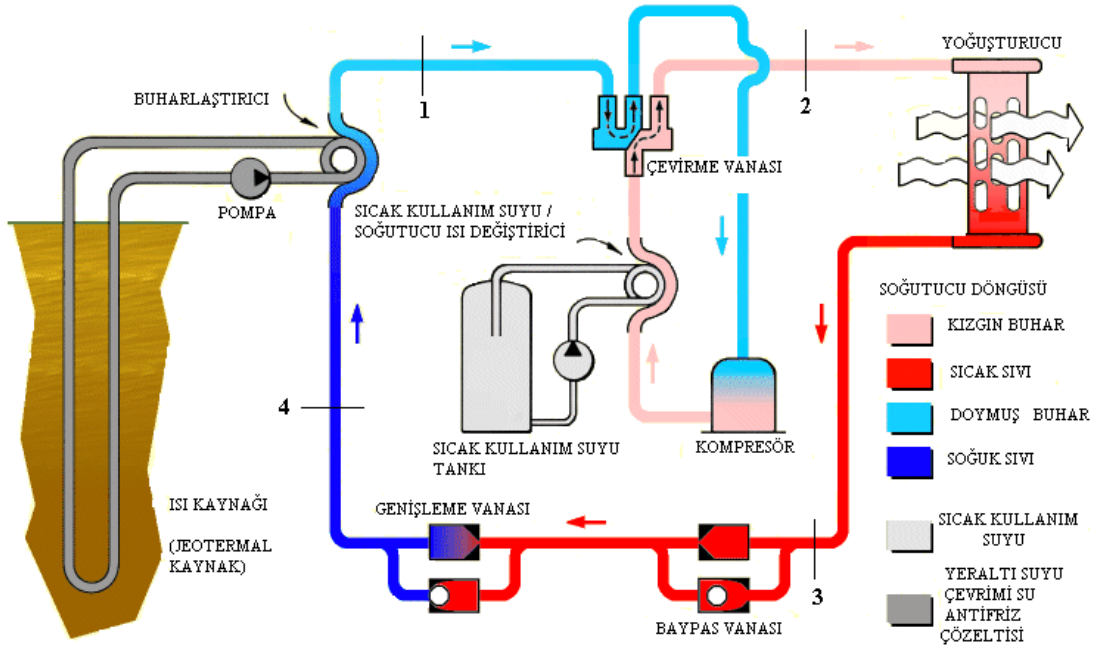 YOĞUŞTURUCU
1
2
BUHARLAŞTIRICI
ÇEVİRME VANASI
POMPA
SICAK KULLANIM SUYU /
SOĞUTUCU ISI DEĞİŞTİRİCİ
SOĞUTUCU DÖNGÜSÜ
KIZGIN BUHAR
SICAK SIVI
DOYMUŞ BUHAR
SOĞUK SIVI
4
SICAK KULLANIM SUYU
TANKI
KOMPRESÖR
ISI KAYNAĞI
(JEOTERMAL
KAYNAK)
GENİŞLEME VANASI
3
BAYPAS VANASI
SICAK KULLANIM
SUYU
YERALTI SUYU
ÇEVRİMİ SU
ANTİFRİZ
ÇÖZELTİSİ